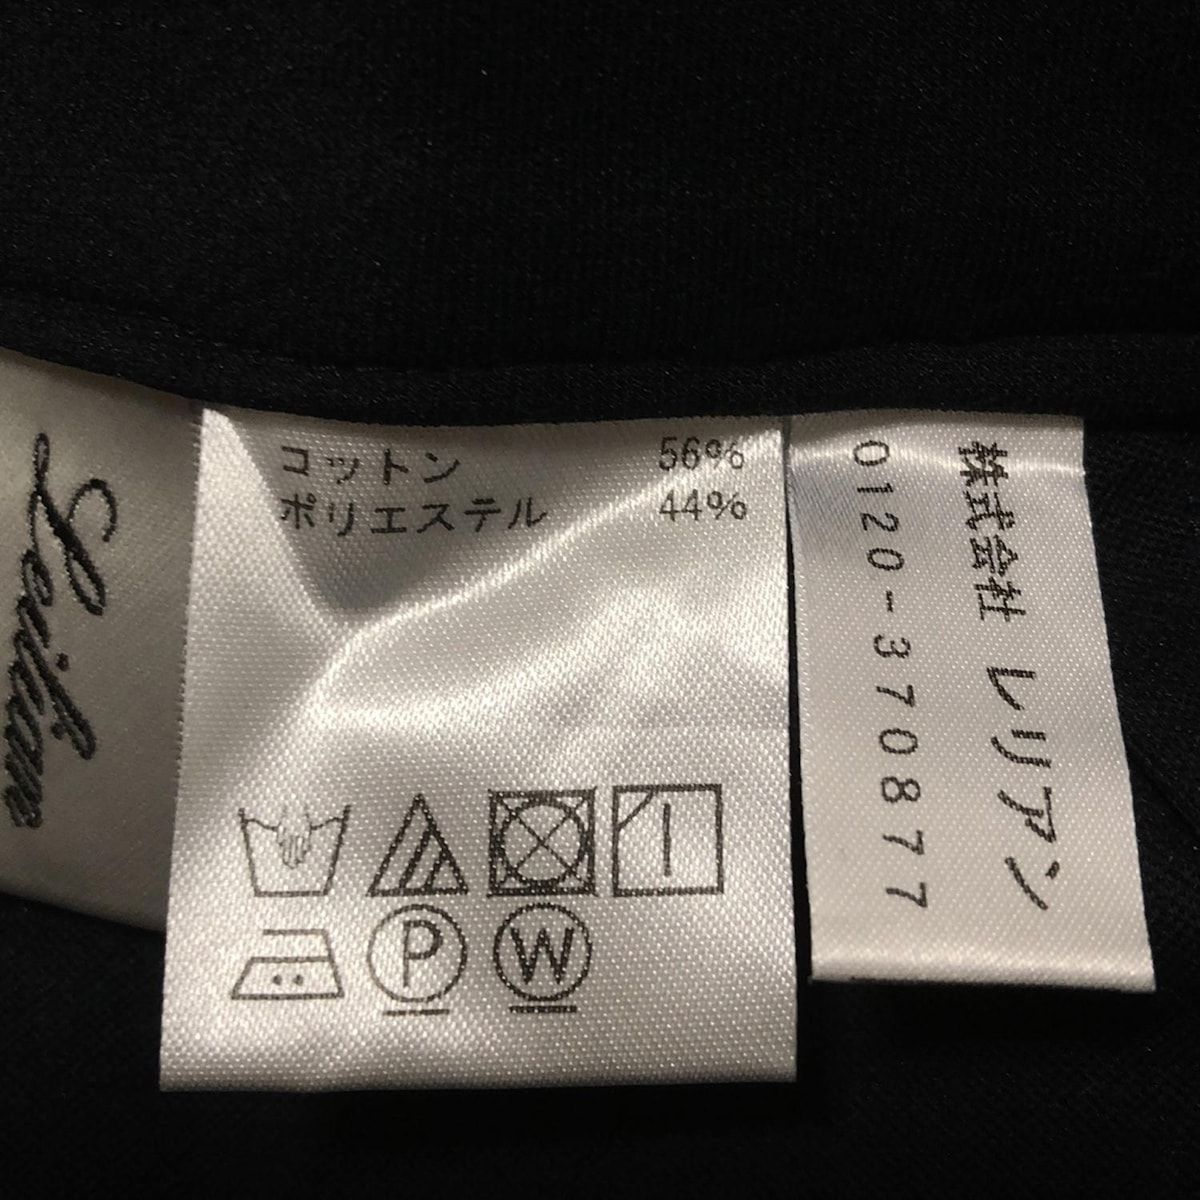 Leilian
コットン 56%
ポリエステル 44%
P
W
株式会社 レリアン
0120-370877